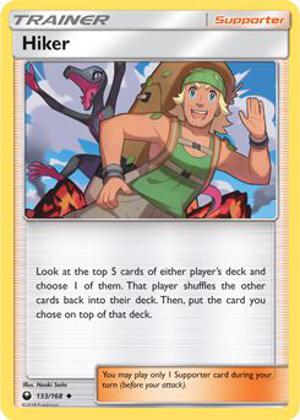 TRAINER
Supporter
Hiker
Look at the top 5 cards of either player's deck and
choose 1 of them. That player shuffles the other
cards back into their deck. Then, put the card you
chose on top of that deck.
Illus. Naoki Saito
133/168 ◆
©2018 Pokémon
You may play only 1 Supporter card during your
turn (before your attack).